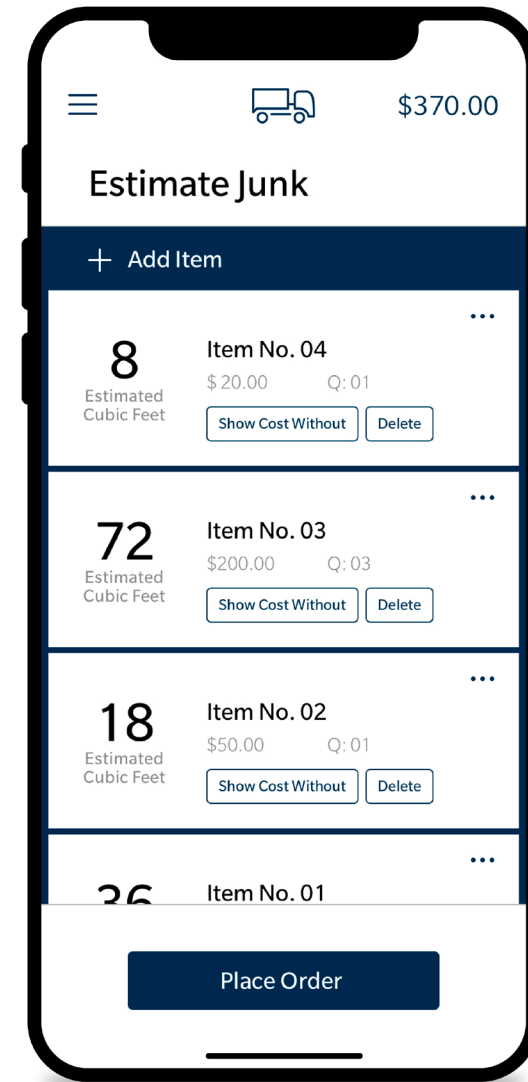 $370.00
Estimate Junk
+ Add Item
8
Estimated
Cubic Feet
Item No. 04
$ 20.00 Q: 01
Show Cost Without Delete
72
Estimated
Cubic Feet
Item No. 03
$200.00 Q: 03
Show Cost Without Delete
18
Estimated
Cubic Feet
Item No. 02
$50.00 Q: 01
Show Cost Without Delete
36
Item No. 01
Place Order